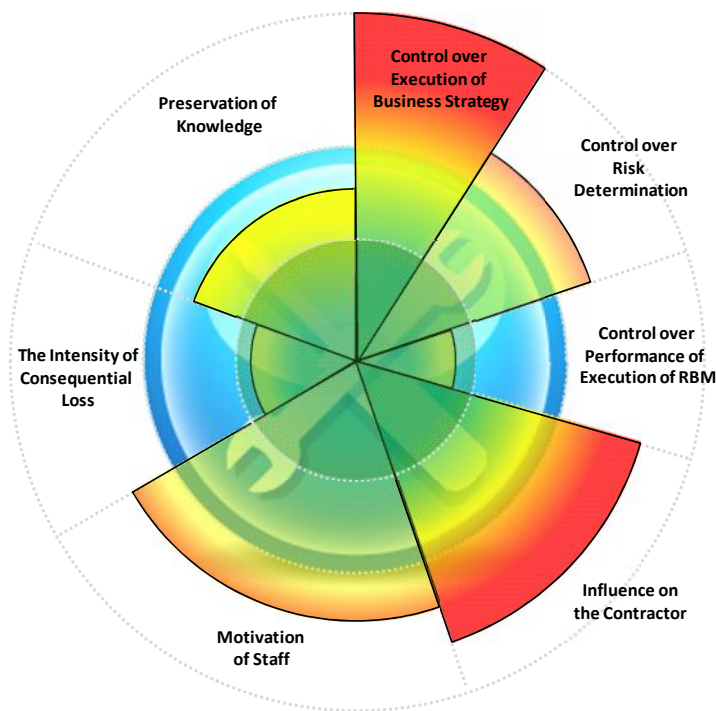 Control over
Execution of
Business Strategy
Preservation of
Knowledge
Control over
Risk
Determination
The Intensity of
Consequential
Loss
Control over
Performance of
Execution of RBM
Influence on
the Contractor
Motivation
of Staff